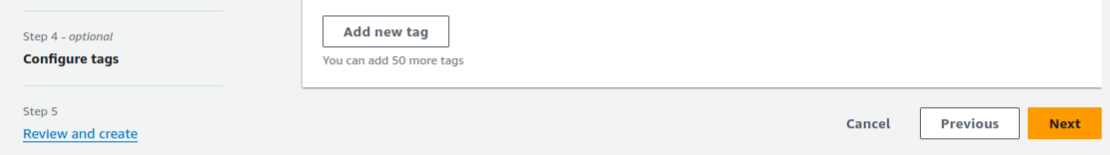 Step 4 - optional
Configure tags
Step 5
Review and create
Add new tag
You can add 50 more tags
Cancel
Previous
Next